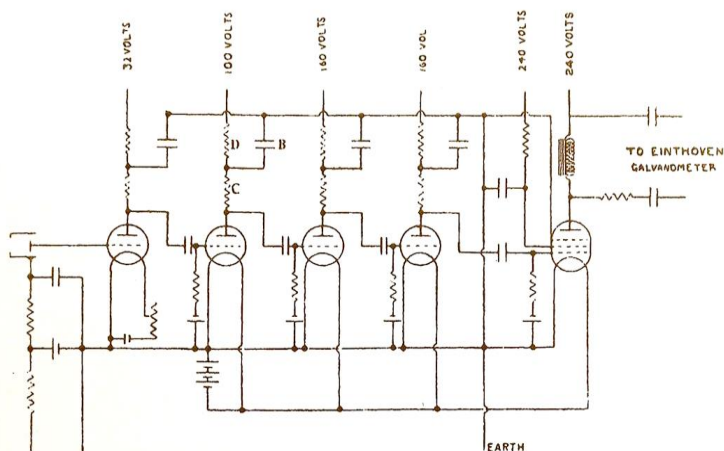 32 VOLTS
100 VOLTS
160 VOLTS
160 VOL
240 VOLTS
240 VOLTS
D
B
C
TO EINTHOVEN
GALVANOMETER
EARTH